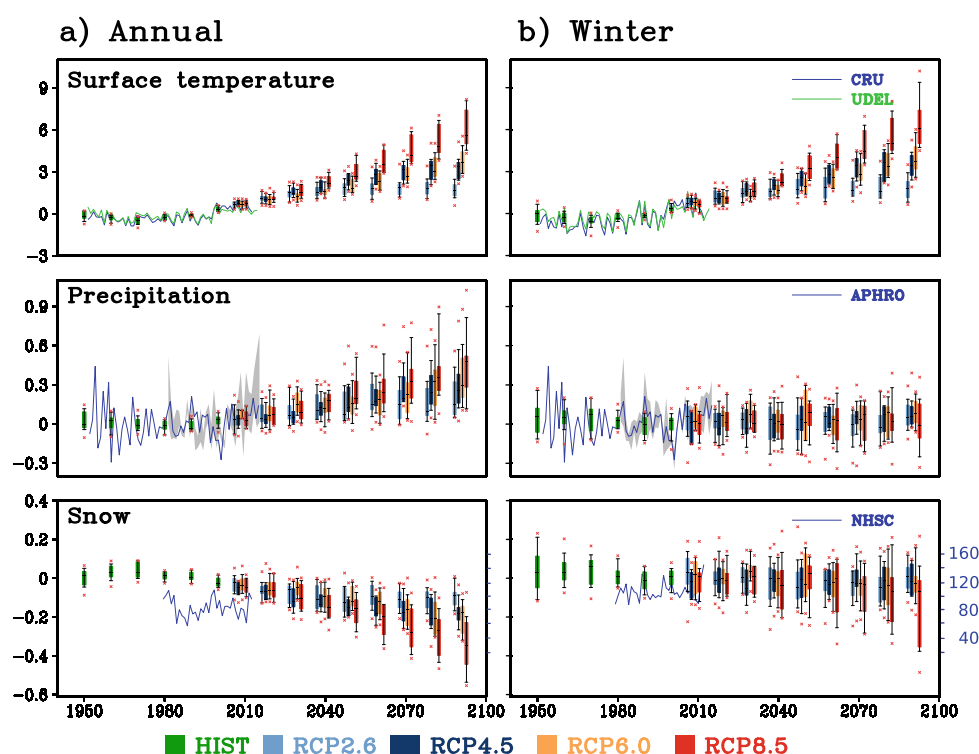 a) Annual
b) Winter
Surface temperature
CRU
UDEL
9
6
3
0
-3
Precipitation
APHRO
0.9
0.6
0.3
0
-0.3
Snow
NHSC
0.4
0.2
0
-0.2
-0.4
-0.6
160
120
80
40
1950 1980 2010 2040 2070 2100
1950 1980 2010 2040 2070 2100
HIST RCP2.6 RCP4.5 RCP6.0 RCP8.5